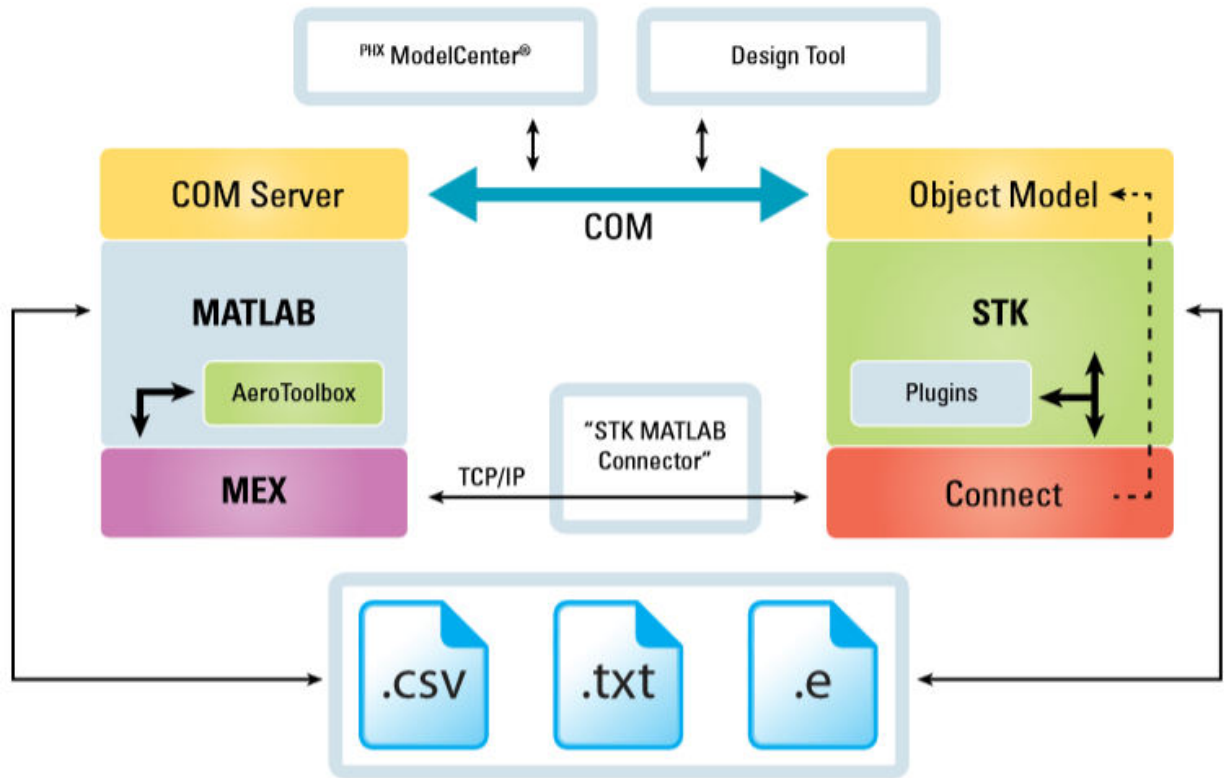 PHX ModelCenter®
Design Tool
COM Server
COM
Object Model
MATLAB
STK
AeroToolbox
Plugins
"STK MATLAB
Connector"
TCP/IP
MEX
Connect
.csv
.txt
.e